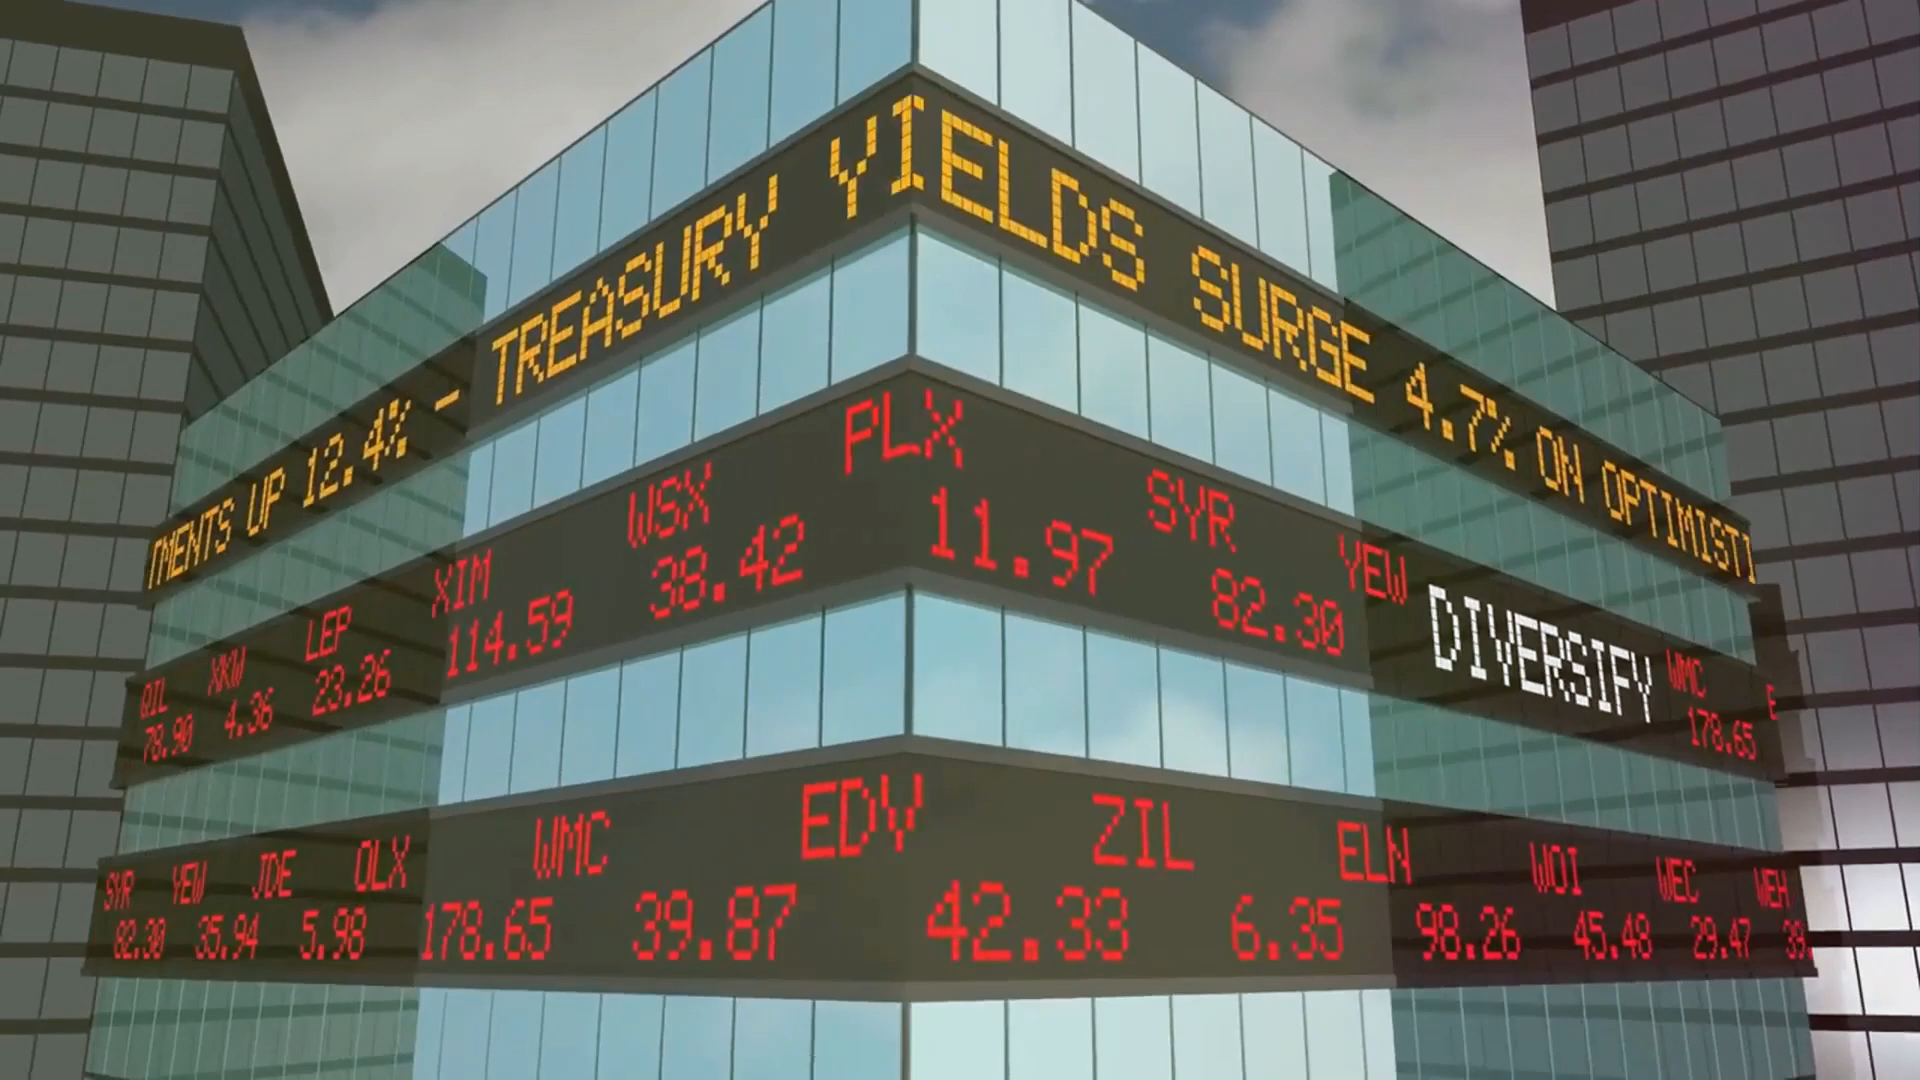 TMENTS UP 12.4% - TREASURY YIELDS SURGE 4.7% ON OPTIMISTI
QIL XKW LEP XIM WSX PLX SYR YEW DIVERSIFY WMC E
78.90 4.36 23.26 114.59 38.42 11.97 82.30 178.65
SYR YEW JDE OLX WMC EDV ZIL ELN WOI WEC WEH
82.30 35.94 5.98 178.65 39.87 42.33 6.35 98.26 45.48 29.47 39.